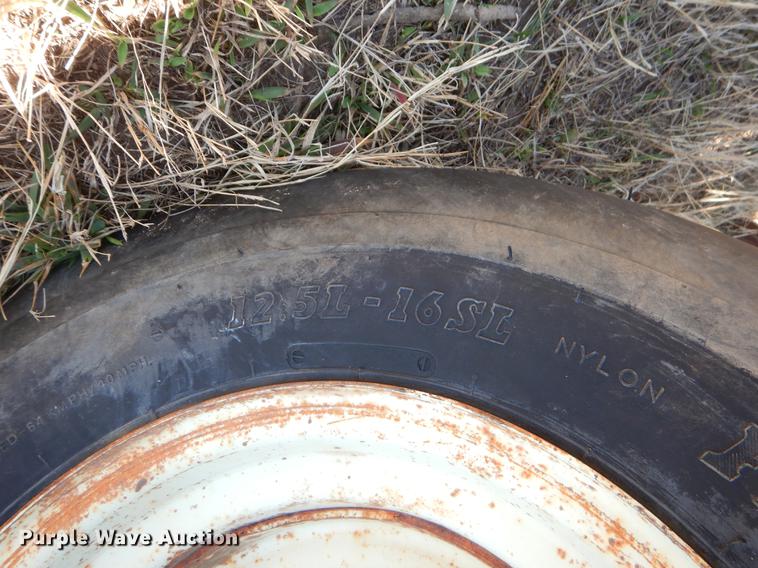 12.5L-16SL
NYLON
Purple Wave Auction